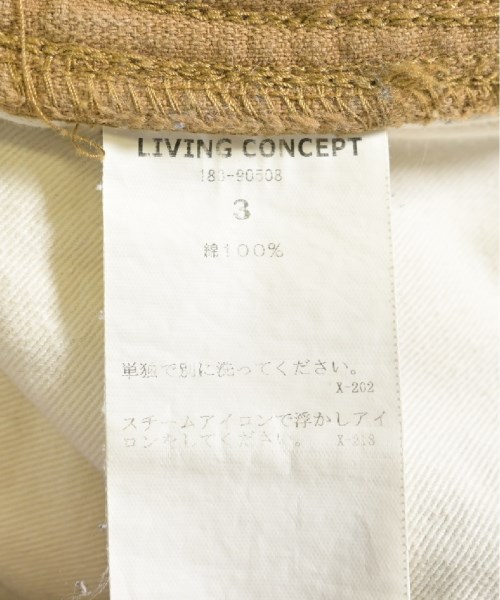 LIVING CONCEPT
180-90508
3
綿100%
単独で別に洗ってください。
X-202
スチームアイロンで浮かしアイ
ロンをしてください。 X-218